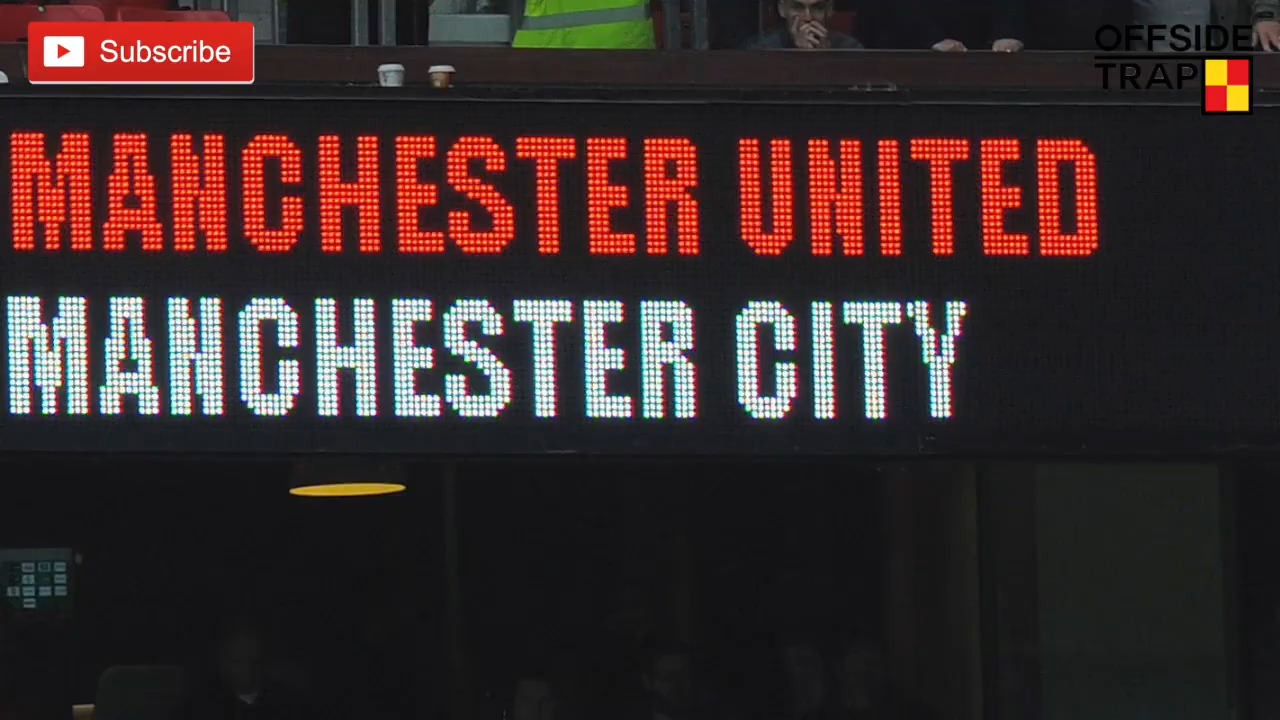 Subscribe
OFFSIDE
TRAP
MANCHESTER UNITED
MANCHESTER CITY